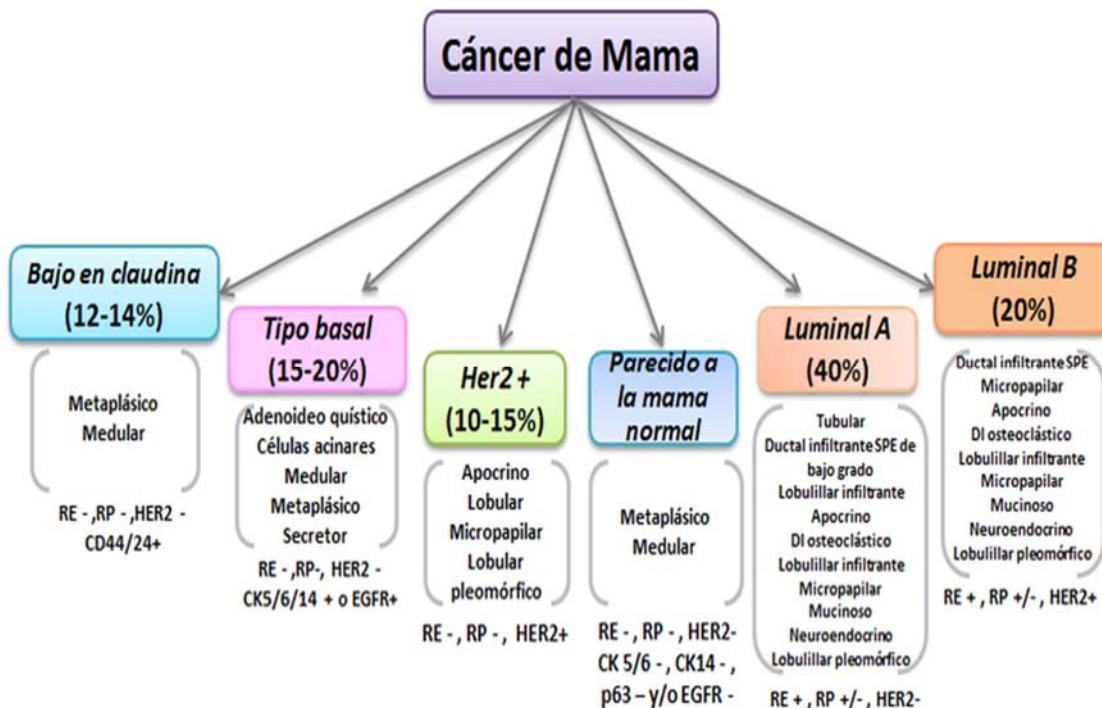 Cáncer de Mama
Bajo en claudina
(12-14%)
Metaplásico
Medular
RE - ,RP - ,HER2 -
CD44/24+
Tipo basal
(15-20%)
Adenoideo quístico
Células acinares
Medular
Metaplásico
Secretor
RE - ,RP-, HER2 -
CK5/6/14 + o EGFR+
Her2 +
(10-15%)
Apocrino
Lobular
Micropapilar
Lobular
pleomórfico
RE - , RP - , HER2+
Parecido a
la mama
normal
Metaplásico
Medular
RE - , RP - , HER2-
CK 5/6 - , CK14 - ,
p63 – y/o EGFR -
Luminal A
(40%)
Tubular
Ductal infiltrante SPE de
bajo grado
Lobulillar infiltrante
Apocrino
DI osteoclástico
Lobulillar infiltrante
Micropapilar
Mucinoso
Neuroendocrino
Lobulillar pleomórfico
RE + , RP +/- , HER2-
Luminal B
(20%)
Ductal infiltrante SPE
Micropapilar
Apocrino
DI osteoclástico
Lobulillar infiltrante
Micropapilar
Mucinoso
Neuroendocrino
Lobulillar pleomórfico
RE + , RP +/- , HER2+